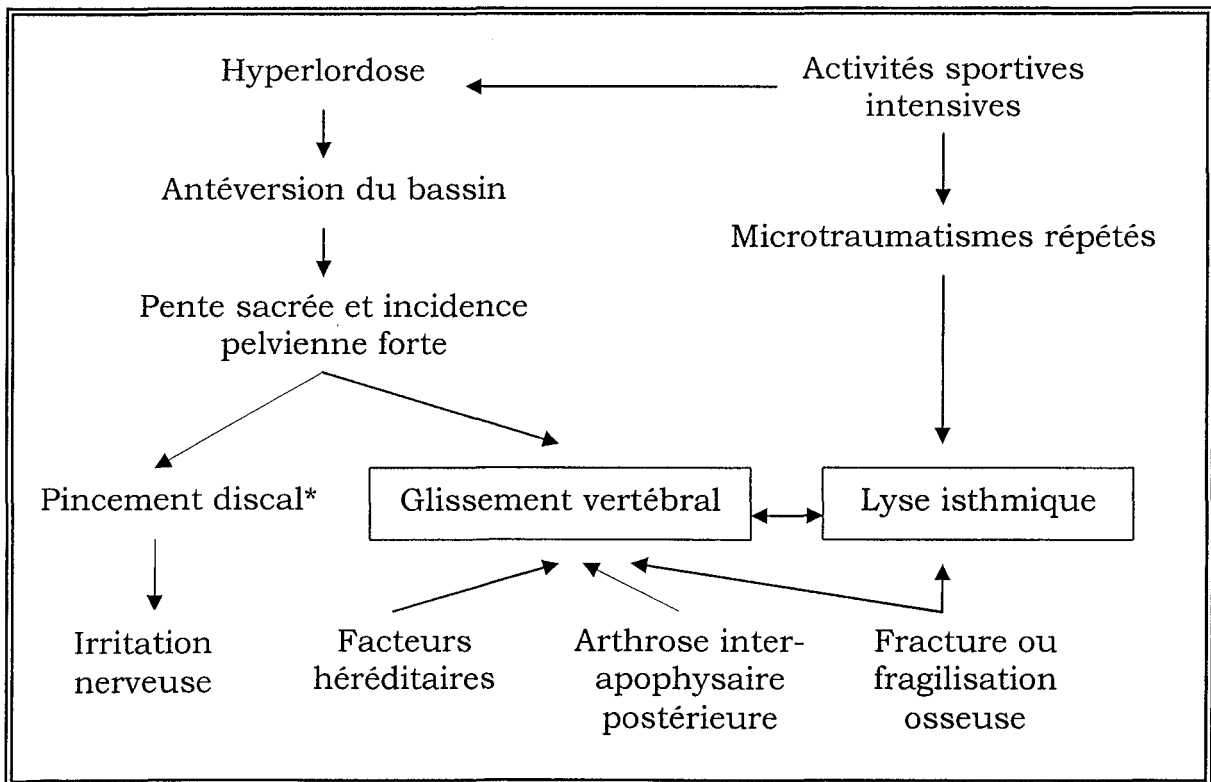 Hyperlordose
Activités sportives
intensives
Antéversion du bassin
Microtraumatismes répétés
Pente sacrée et incidence
pelvienne forte
Pincement discal*
Glissement vertébral
Lyse isthmique
Irritation
nerveuse
Facteurs
héréditaires
Arthrose inter-
apophysaire
postérieure
Fracture ou
fragilisation
osseuse